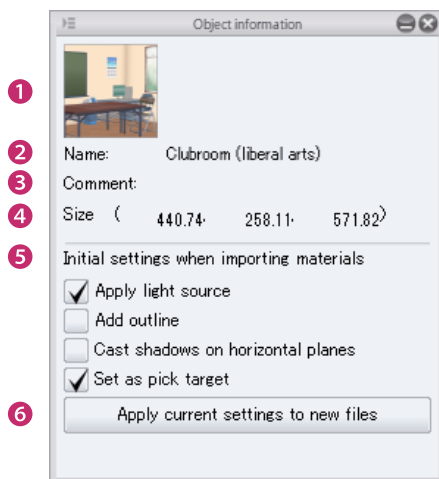 Object information
1
2 Name: Clubroom (liberal arts)
3 Comment:
4 Size ( 440.74, 258.11, 571.82)
5 Initial settings when importing materials
Apply light source
Add outline
Cast shadows on horizontal planes
Set as pick target
6 Apply current settings to new files